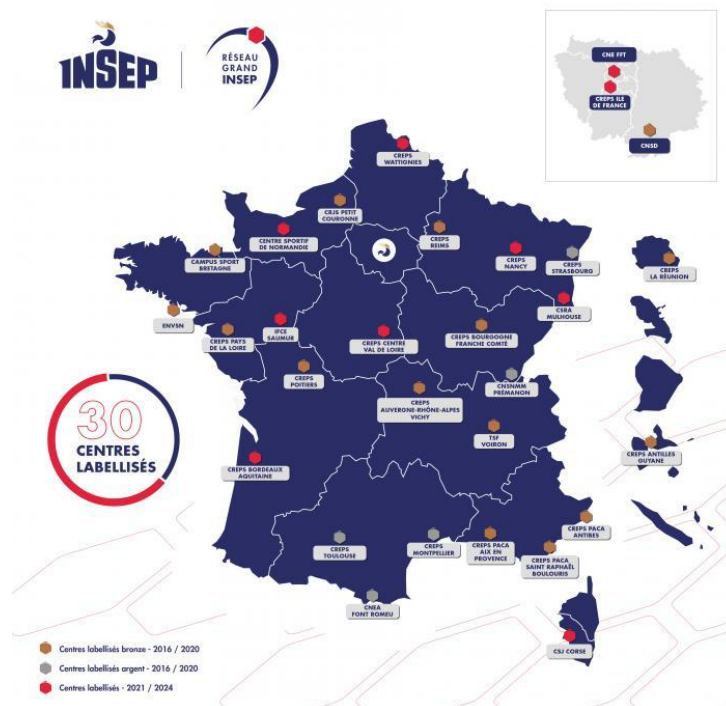 INSEP
RÉSEAU
GRAND
INSEP
CNE FFT
CREPS ILE
DE FRANCE
CNSD
CREPS
WATTIGNIES
CRJS PETIT
COURONNE
CENTRE SPORTIF
DE NORMANDIE
CREPS
REIMS
CAMPUS SPORT
BRETAGNE
CREPS
NANCY
CREPS
STRASBOURG
CREPS
LA RÉUNION
ENVSN
CREPS PAYS
DE LA LOIRE
IFCE
SAUMUR
CREPS CENTRE
VAL DE LOIRE
CREPS BOURGOGNE
FRANCHE COMTÉ
CSRA
MULHOUSE
CREPS
POITIERS
CNSNMM
PRÉMANON
CREPS
AUVERGNE-RHÔNE-ALPES
VICHY
30
CENTRES
LABELLISÉS
TSF
VOIRON
CREPS ANTILLES
GUYANE
CREPS BORDEAUX
AQUITAINE
CREPS PACA
ANTIBES
CREPS
TOULOUSE
CREPS
MONTPELLIER
CREPS PACA
AIX EN
PROVENCE
CREPS PACA
SAINT RAPHAËL
BOULOURIS
CNEA
FONT ROMEU
CSJ CORSE
Centres labellisés bronze - 2016 / 2020
Centres labellisés argent - 2016 / 2020
Centres labellisés - 2021 / 2024